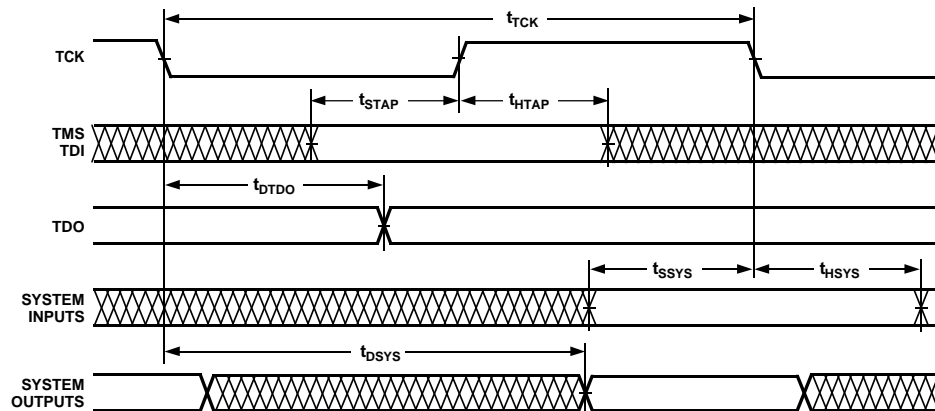 tTCK
TCK
tSTAP
tHTAP
TMS
TDI
tDTDO
TDO
tSSYS
tHSYS
SYSTEM
INPUTS
tDSYS
SYSTEM
OUTPUTS